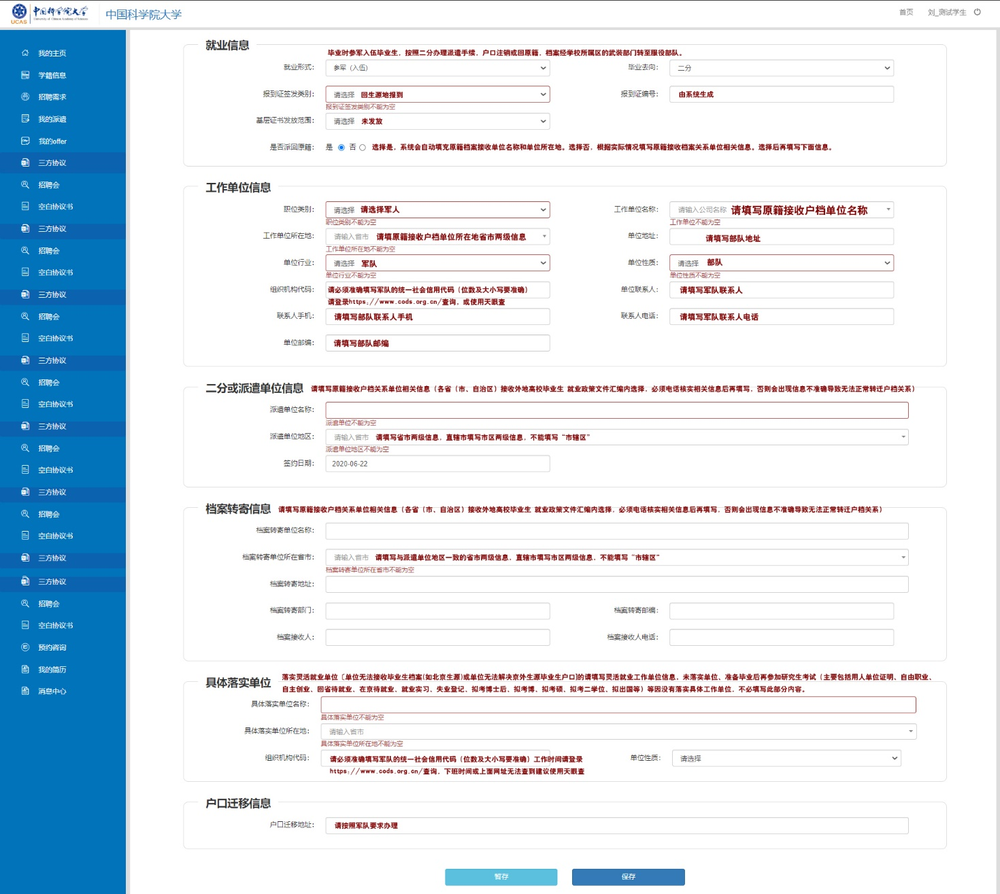 中国科学院大学
University of Chinese Academy of Sciences
UCAS
中国科学院大学
首页 刘_测试学生
我的主页
学籍信息
招聘需求
我的派遣
我的offer
三方协议
招聘会
空白协议书
三方协议
招聘会
空白协议书
三方协议
招聘会
空白协议书
三方协议
招聘会
空白协议书
三方协议
招聘会
空白协议书
三方协议
招聘会
空白协议书
三方协议
三方协议
招聘会
空白协议书
预约咨询
我的简历
消息中心
就业信息
毕业时参军入伍毕业生，按照二分办理派遣手续，户口注销或回原籍，档案经学校所属区的武装部门转至服役部队。
就业形式: 参军（入伍） 毕业去向: 二分
报到证签发类别: 请选择 回生源地报到 报到证编号: 由系统生成
报到证签发类别不能为空
基层证书发放范围: 请选择 未发放
是否派回原籍: 是 否 选择是，系统会自动填充原籍档案接收单位名称和单位所在地。选择否，根据实际情况填写原籍接收档案关系单位相关信息。选择后再填写下面信息。
工作单位信息
职位类别: 请选择 请选择军人 工作单位名称: 请输入公司名称 请填写原籍接收户档单位名称
职位类别不能为空 工作单位不能为空
工作单位所在地: 请输入省市 请填原籍接收户档单位所在地省市两级信息 单位地址: 请填写部队地址
工作单位所在地不能为空
单位行业: 请选择 军队 单位性质: 请选择 部队
单位行业不能为空 单位性质不能为空
组织机构代码: 请必须准确填写军队的统一社会信用代码（位数及大小写要准确） 单位联系人: 请填写军队联系人
请登录https://www.cods.org.cn/查询，或使用天眼查
联系人手机: 请填写部队联系人手机 联系人电话: 请填写军队联系人电话
单位邮编: 请填写部队邮编
二分或派遣单位信息 请填写原籍接收户档关系单位相关信息（各省（市、自治区）接收外地高校毕业生 就业政策文件汇编内选择，必须电话核实相关信息后再填写，否则会出现信息不准确导致无法正常转迁户档关系）
派遣单位名称:
派遣单位不能为空
派遣单位地区: 请输入省市 请填写省市两级信息，直辖市填写市区两级信息，不能填写“市辖区”
派遣单位地区不能为空
签约日期: 2020-06-22
档案转寄信息 请填写原籍接收户档关系单位相关信息（各省（市、自治区）接收外地高校毕业生 就业政策文件汇编内选择，必须电话核实相关信息后再填写，否则会出现信息不准确导致无法正常转迁户档关系）
档案转寄单位名称:
档案转寄单位所在省市: 请输入省市 请填写与派遣单位地区一致的省市两级信息，直辖市填写市区两级信息，不能填写“市辖区”
档案转寄单位所在省市不能为空
档案转寄地址:
档案转寄部门: 档案转寄邮编:
档案接收人: 档案接收人电话:
具体落实单位 落实灵活就业单位〔单位无法接收毕业生档案(如北京生源)或单位无法解决京外生源毕业生户口]的请填写灵活就业工作单位信息，未落实单位、准备毕业后再参加研究生考试（主要包括用人单位证明、自由职业、
自主创业、回省待就业、在京待就业、就业实习、失业登记、拟考博士后、拟考博、拟考硕、拟考二学位、拟出国等）等因没有落实具体工作单位，不必填写此部分内容。
具体落实单位名称:
具体落实单位不能为空
具体落实单位所在地: 请输入省市
具体落实单位所在地不能为空
组织机构代码: 请必须准确填写军队的统一社会信用代码（位数及大小写要准确）工作时间请登录 单位性质: 请选择
https://www.cods.org.cn/查询，下班时间或上面网址无法查到建议使用天眼查
户口迁移信息
户口迁移地址: 请按照军队要求办理
暂存 保存